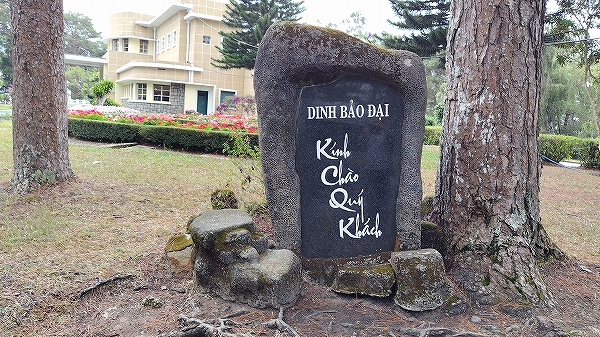 DINH BẢO ĐẠI
Kính
Chào
Quý
Khách